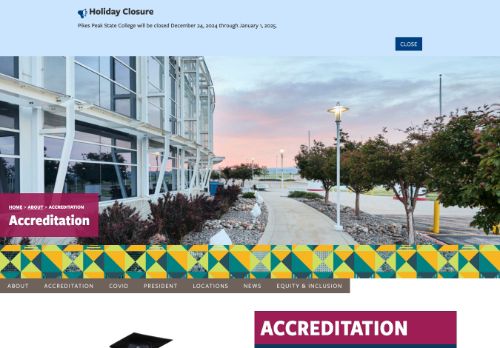 Holiday Closure
Pikes Peak State College will be closed December 24, 2024 through January 1, 2025.
CLOSE
HOME > ABOUT > ACCREDITATION
Accreditation
ABOUT ACCREDITATION COVID PRESIDENT LOCATIONS NEWS EQUITY & INCLUSION
ACCREDITATION